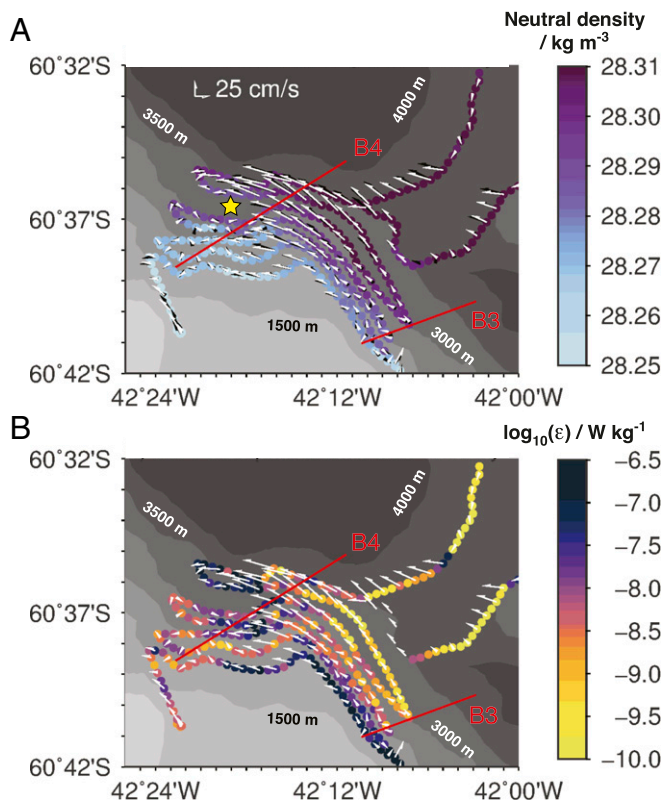 A
Neutral density
/ kg m⁻³
60˚32'S
25 cm/s
3500 m
4000 m
B4
60˚37'S
B3
1500 m
3000 m
60˚42'S
42˚24'W
42˚12'W
42˚00'W
28.31
28.30
28.29
28.28
28.27
28.26
28.25
B
log₁₀(ε) / W kg⁻¹
60˚32'S
3500 m
4000 m
B4
60˚37'S
B3
1500 m
3000 m
60˚42'S
42˚24'W
42˚12'W
42˚00'W
−6.5
−7.0
−7.5
−8.0
−8.5
−9.0
−9.5
−10.0